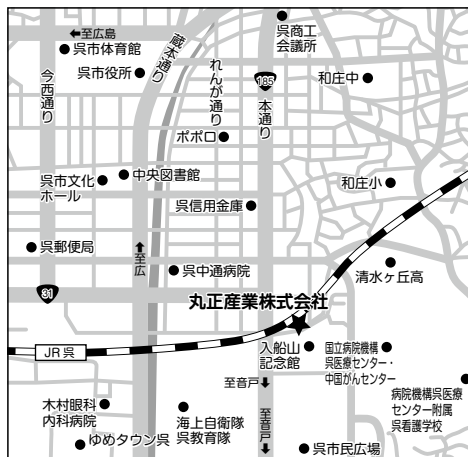 呉商工
会議所
至広島
呉市体育館
蔵本通り
呉市役所
今西通り
れんが通り
185
本通り
和庄中
ポポロ
中央図書館
呉市文化
ホール
和庄小
呉信用金庫
呉郵便局
至広
清水ヶ丘高
呉中通病院
31
丸正産業株式会社
JR 呉
入船山
記念館
国立病院機構
呉医療センター・
中国がんセンター
至音戸
病院機構呉医療
センター附属
呉看護学校
木村眼科
内科病院
海上自衛隊
呉教育隊
至音戸
ゆめタウン呉
呉市民広場